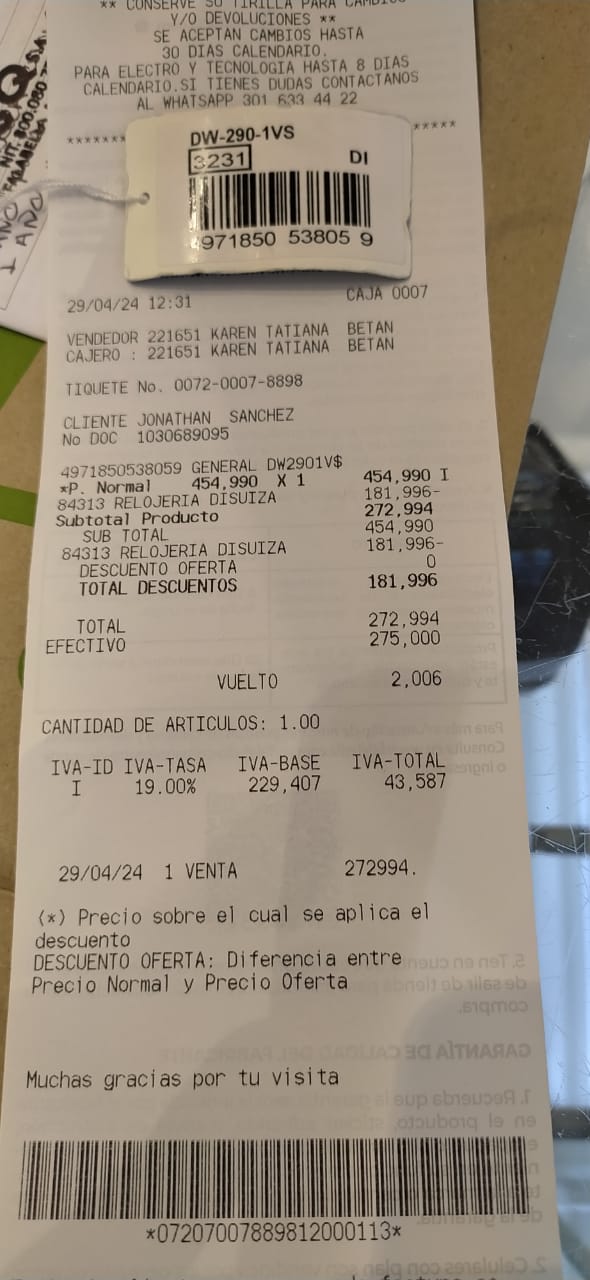 ** CONSERVE SU TIRILLA PARA CAMBIOS
Y/O DEVOLUCIONES **
SE ACEPTAN CAMBIOS HASTA
30 DIAS CALENDARIO.
PARA ELECTRO Y TECNOLOGIA HASTA 8 DIAS
CALENDARIO.SI TIENES DUDAS CONTACTANOS
AL WHATSAPP 301 633 44 22
******* *****
DW-290-1VS
3231 DI
971850 53805 9
29/04/24 12:31 CAJA 0007
VENDEDOR 221651 KAREN TATIANA BETAN
CAJERO : 221651 KAREN TATIANA BETAN
TIQUETE No. 0072-0007-8898
CLIENTE JONATHAN SANCHEZ
No DOC 1030689095
4971850538059 GENERAL DW2901V$
*P. Normal 454,990 X 1 454,990 I
84313 RELOJERIA DISUIZA 181,996-
Subtotal Producto 272,994
SUB TOTAL 454,990
84313 RELOJERIA DISUIZA 181,996-
DESCUENTO OFERTA 0
TOTAL DESCUENTOS 181,996
TOTAL 272,994
EFECTIVO 275,000
VUELTO 2,006
CANTIDAD DE ARTICULOS: 1.00
IVA-ID IVA-TASA IVA-BASE IVA-TOTAL
I 19.00% 229,407 43,587
29/04/24 1 VENTA 272994.
(*) Precio sobre el cual se aplica el
descuento
DESCUENTO OFERTA: Diferencia entre
Precio Normal y Precio Oferta
Muchas gracias por tu visita
*072070007889812000113*
1 AÑO